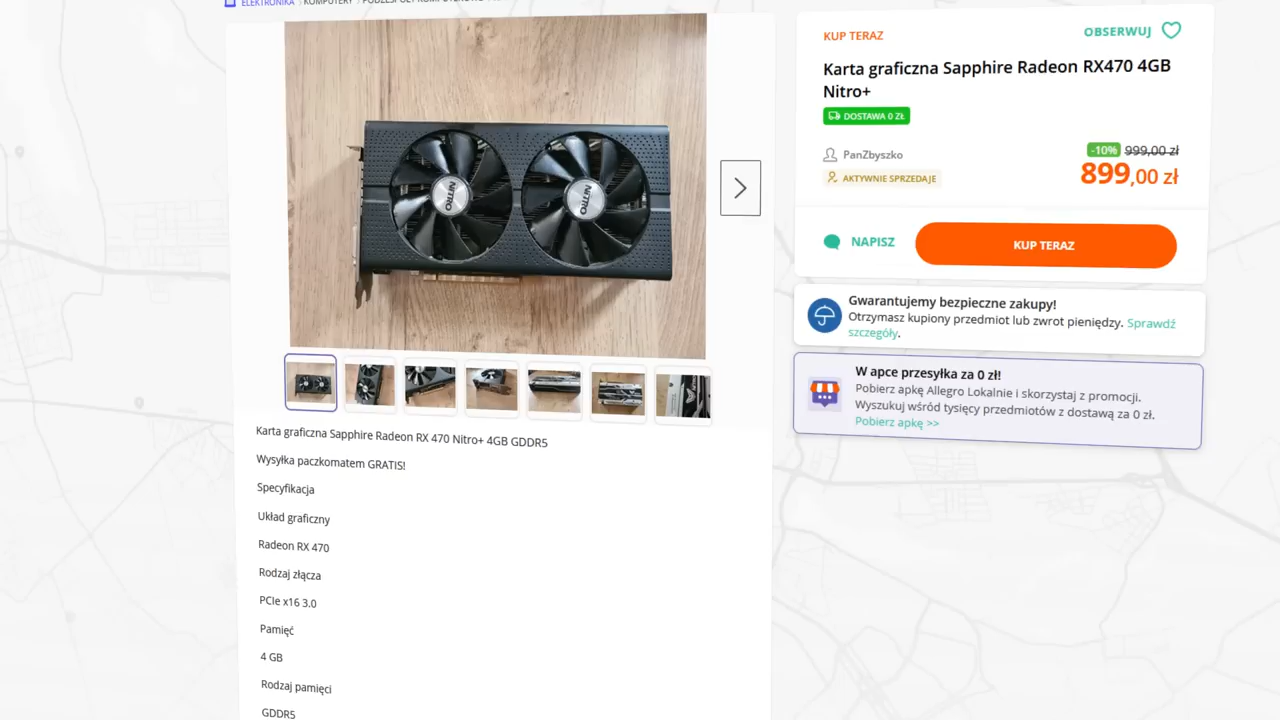 ELEKTRONIKA
KOMPUTERY
NITRO
NITRO
Karta graficzna Sapphire Radeon RX 470 Nitro+ 4GB GDDR5
Wysyłka paczkomatem GRATIS!
Specyfikacja
Układ graficzny
Radeon RX 470
Rodzaj złącza
PCIe x16 3.0
Pamięć
4 GB
Rodzaj pamięci
GDDR5
KUP TERAZ
OBSERWUJ
Karta graficzna Sapphire Radeon RX470 4GB
Nitro+
DOSTAWA 0 ZŁ
PanZbyszko
-10% 999,00 zł
AKTYWNIE SPRZEDAJE
899,00 zł
NAPISZ
KUP TERAZ
Gwarantujemy bezpieczne zakupy!
Otrzymasz kupiony przedmiot lub zwrot pieniędzy. Sprawdź
szczegóły.
W apce przesyłka za 0 zł!
Pobierz apkę Allegro Lokalnie i skorzystaj z promocji.
Wyszukuj wśród tysięcy przedmiotów z dostawą za 0 zł.
Pobierz apkę >>